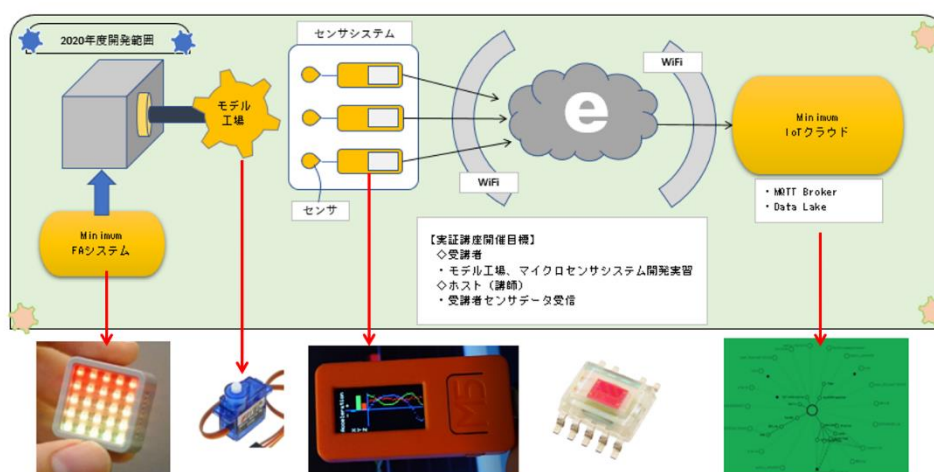 2020年度開発範囲
センサシステム
モデル
工場
センサ
WiFi
e
WiFi
Minimum
IoTクラウド
・MQTT Broker
・Data Lake
Minimum
FAシステム
【実証講座開催目標】
◇受講者
・モデル工場、マイクロセンサシステム開発実習
◇ホスト（講師）
・受講者センサデータ受信
Acceleration
X Y Z
M5